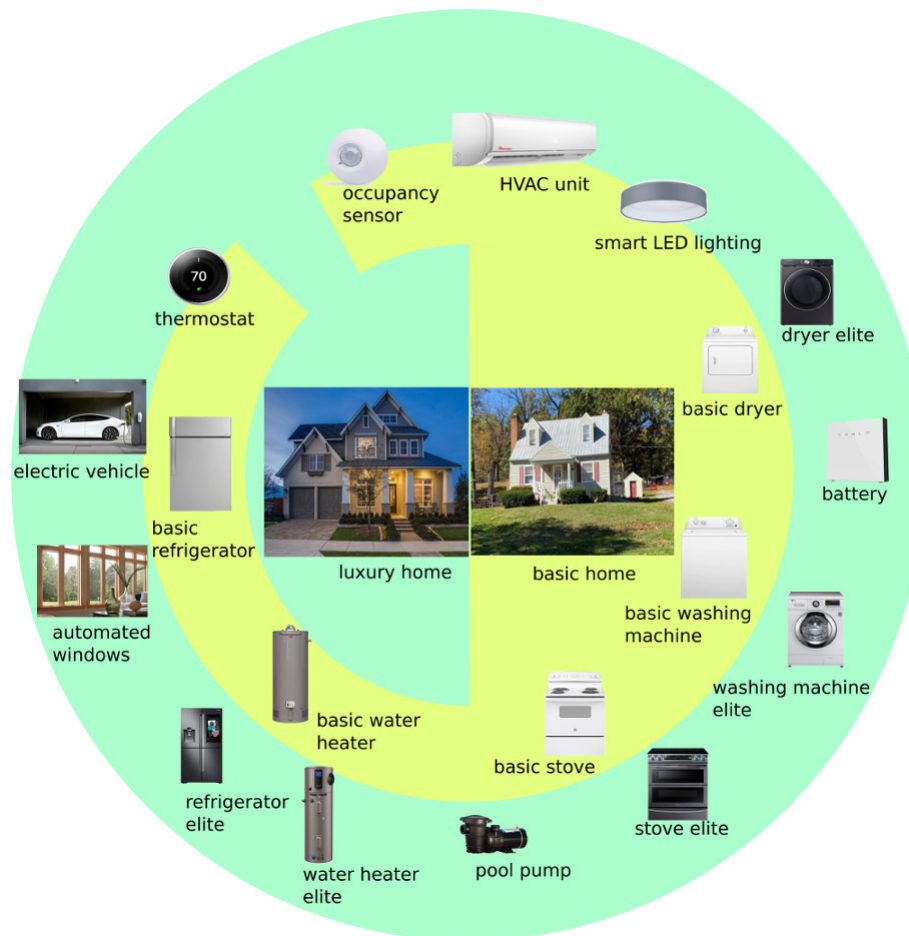 occupancy
sensor
HVAC unit
smart LED lighting
70
thermostat
dryer elite
basic dryer
electric vehicle
basic
refrigerator
battery
luxury home
basic home
automated
windows
basic washing
machine
washing machine
elite
basic water
heater
basic stove
refrigerator
elite
stove elite
water heater
elite
pool pump